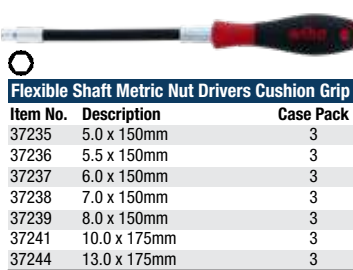 Flexible Shaft Metric Nut Drivers Cushion Grip
Item No. Description Case Pack
37235 5.0 x 150mm 3
37236 5.5 x 150mm 3
37237 6.0 x 150mm 3
37238 7.0 x 150mm 3
37239 8.0 x 150mm 3
37241 10.0 x 175mm 3
37244 13.0 x 175mm 3